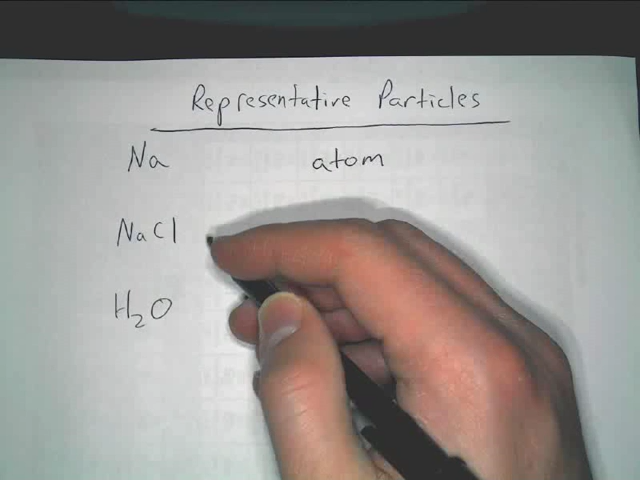 Representative Particles
Na atom
NaCl
H₂O